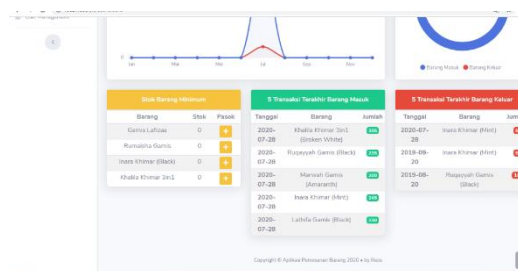 0
Jan
Mar
Mei
Jul
Sep
Nov
Barang Masuk
Barang Keluar
Stok Barang Minimum
Barang Stok Pasok
Gamis Lafizaa 0 +
Rumaisha Gamis 0 +
Inara Khimar (Black) 0 +
Khalila Khimar 3in1 0 +
5 Transaksi Terakhir Barang Masuk
Tanggal Barang Jumlah
2020-07-28 Khalila Khimar 3in1
(Broken White)
2020-07-28 Ruqayyah Gamis (Black)
2020-07-28 Marwah Gamis
(Amaranth)
2020-07-28 Inara Khimar (Mint)
2020-07-28 Lathifa Gamis (Black)
5 Transaksi Terakhir Barang Keluar
Tanggal Barang
2020-07-28 Inara Khimar (Mint)
2019-09-20 Inara Khimar (Mint)
20 Ruqayyah Gamis
(Black)
Copyright © Aplikasi Persediaan Barang 2020 • by